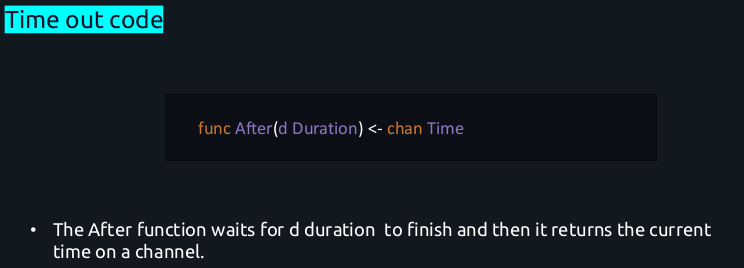 Time out code
func After(d Duration) <- chan Time
• The After function waits for d duration  to finish and then it returns the current
time on a channel.